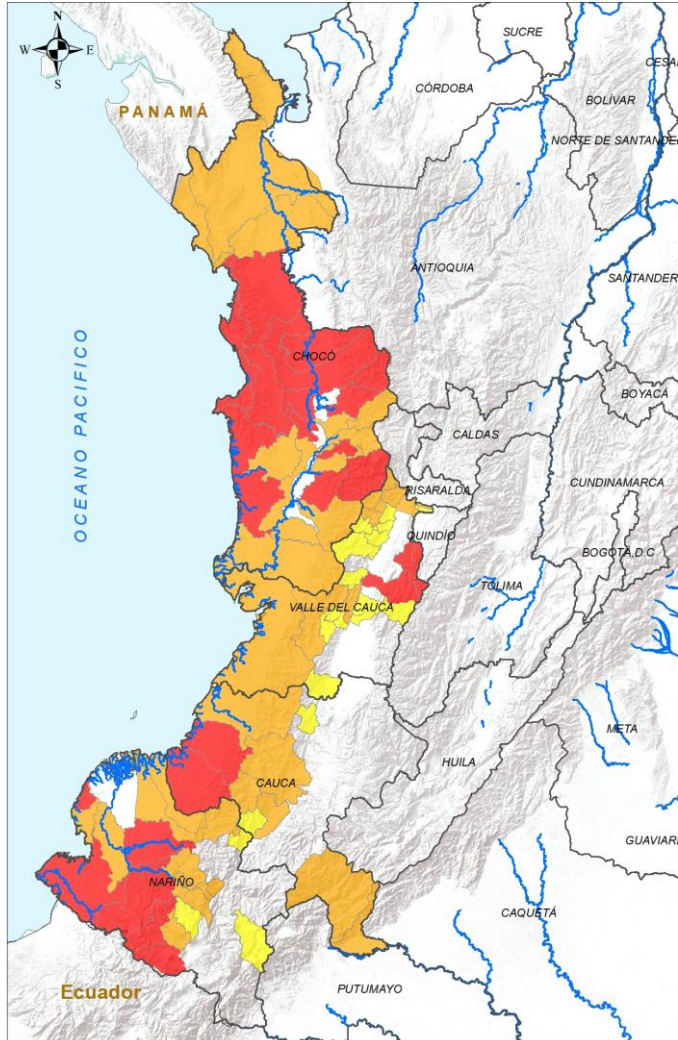 N
W E
S
SUCRE
CESAR
CÓRDOBA
BOLÍVAR
PANAMÁ
NORTE DE SANTANDER
ANTIOQUIA
SANTANDER
CHOCÓ
OCEANO PACIFICO
BOYACÁ
CALDAS
RISARALDA
CUNDINAMARCA
QUINDÍO
BOGOTÁ, D.C
TOLIMA
VALLE DEL CAUCA
META
HUILA
CAUCA
GUAVIARE
NARIÑO
CAQUETÁ
PUTUMAYO
Ecuador